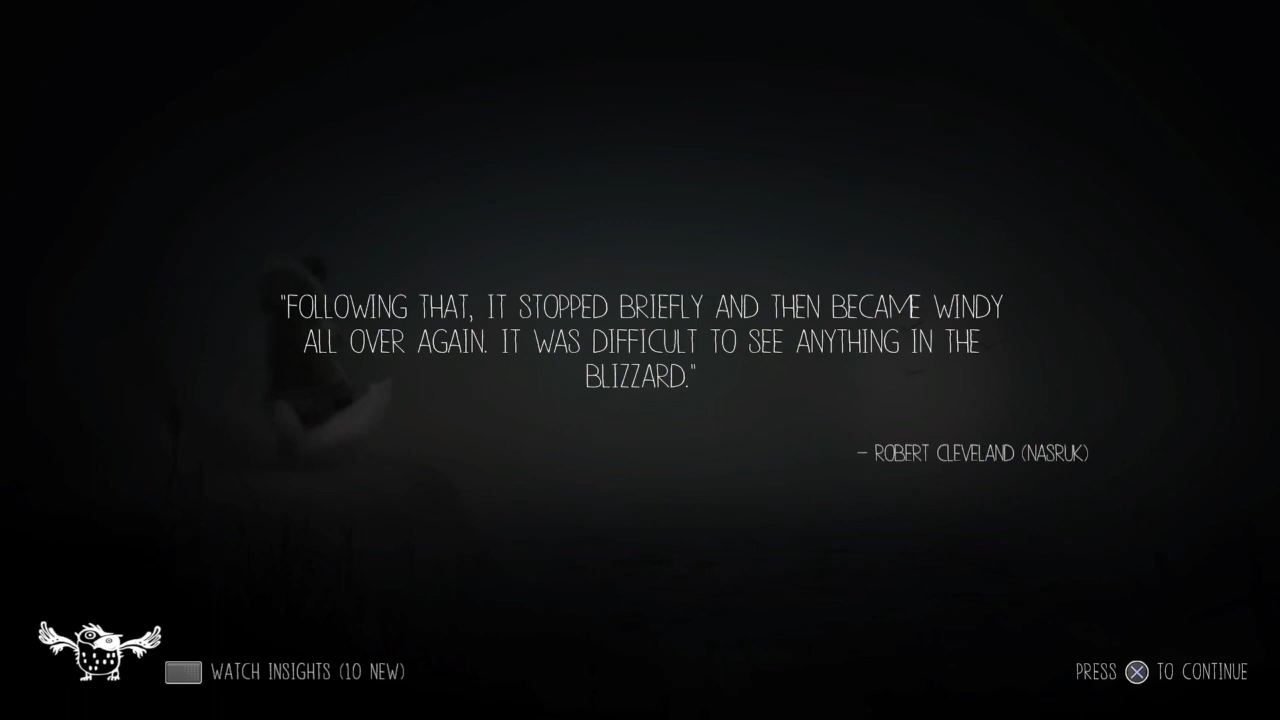 "FOLLOWING THAT, IT STOPPED BRIEFLY AND THEN BECAME WINDY
ALL OVER AGAIN. IT WAS DIFFICULT TO SEE ANYTHING IN THE
BLIZZARD."
– ROBERT CLEVELAND (NASRUK)
WATCH INSIGHTS (10 NEW)
PRESS X TO CONTINUE